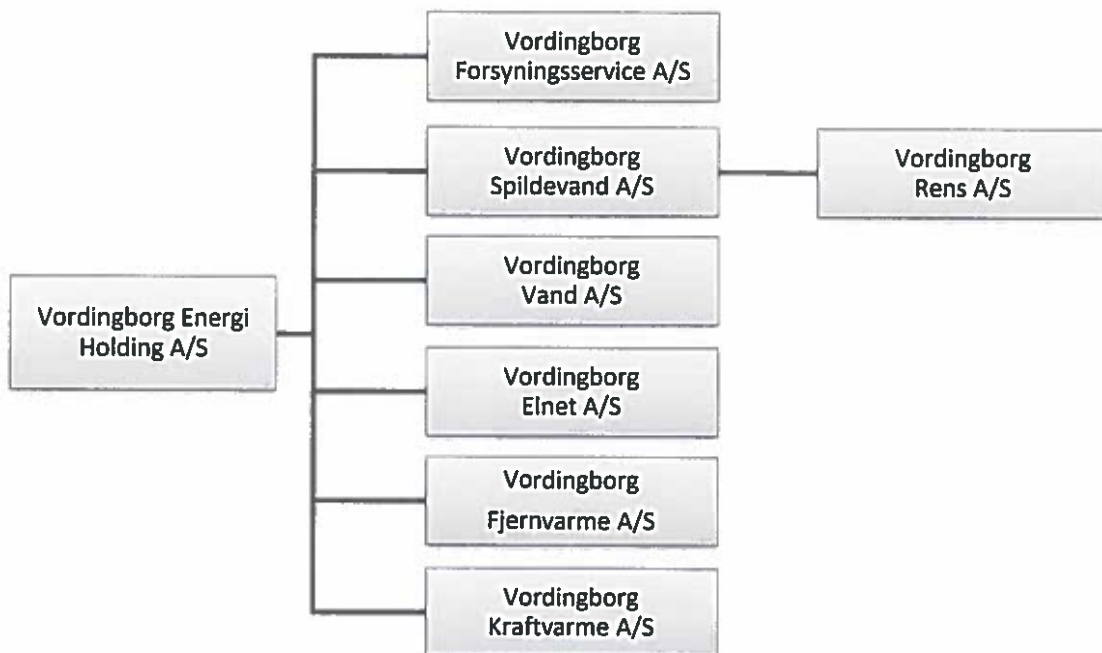 Vordingborg
Forsyningsservice A/S
Vordingborg
Spildevand A/S
Vordingborg
Rens A/S
Vordingborg
Vand A/S
Vordingborg Energi
Holding A/S
Vordingborg
Elnet A/S
Vordingborg
Fjernvarme A/S
Vordingborg
Kraftvarme A/S